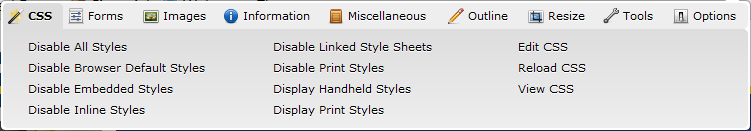 CSS Forms Images Information Miscellaneous Outline Resize Tools Options
Disable All Styles Disable Linked Style Sheets Edit CSS
Disable Browser Default Styles Disable Print Styles Reload CSS
Disable Embedded Styles Display Handheld Styles View CSS
Disable Inline Styles Display Print Styles